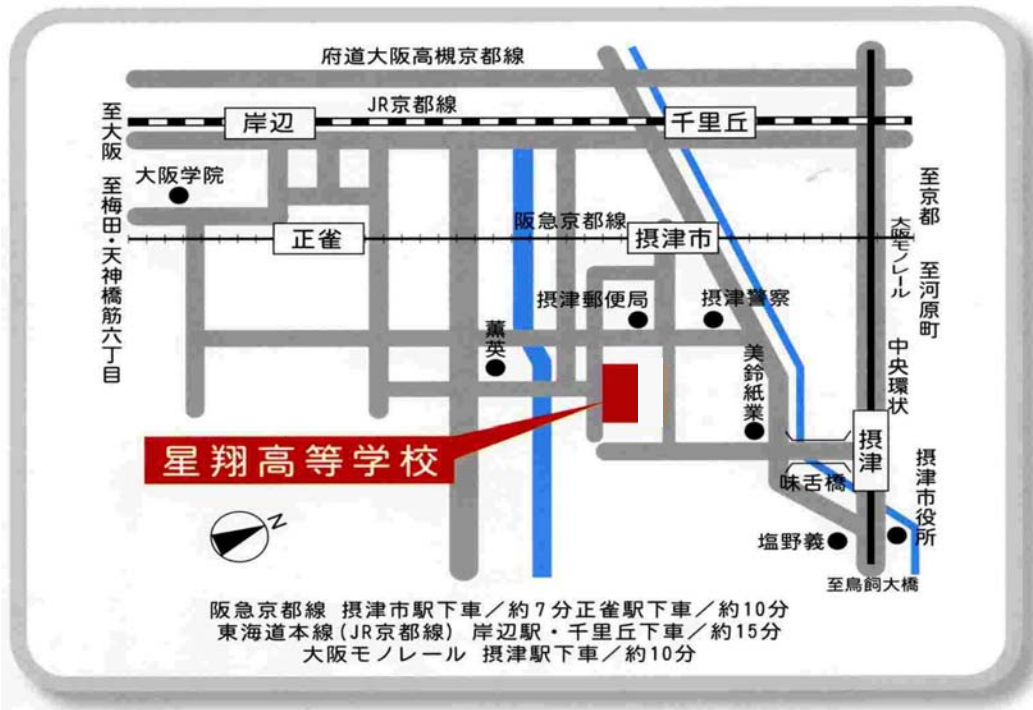 府道大阪高槻京都線
JR京都線
岸辺
千里丘
至大阪
至梅田・天神橋筋六丁目
大阪学院
阪急京都線
正雀
摂津市
至京都
至河原町
大阪モノレール
中央環状
摂津郵便局
摂津警察
薫英
美鈴紙業
摂津
星翔高等学校
味舌橋
摂津市役所
塩野義
N
至鳥飼大橋
阪急京都線 摂津市駅下車／約7分正雀駅下車／約10分
東海道本線(JR京都線) 岸辺駅・千里丘下車／約15分
大阪モノレール 摂津駅下車／約10分